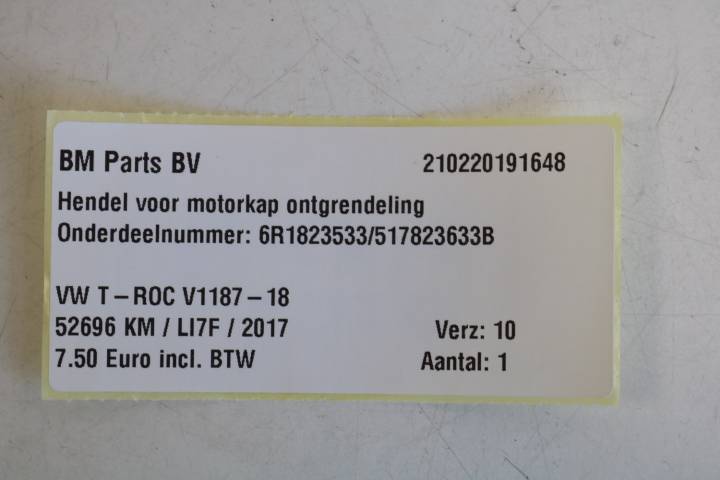 BM Parts BV 210220191648
Hendel voor motorkap ontgrendeling
Onderdeelnummer: 6R1823533/517823633B
VW T-ROC V1187-18
52696 KM / LI7F / 2017 Verz: 10
7.50 Euro incl. BTW Aantal: 1